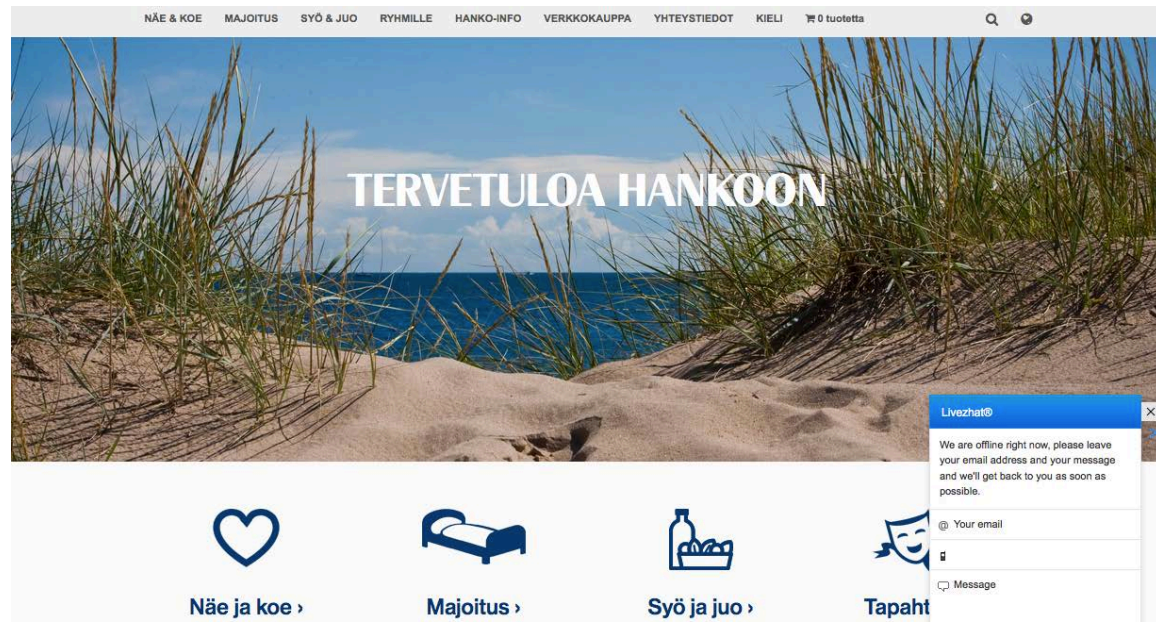 NÄE & KOE MAJOITUS SYÖ & JUO RYHMILLE HANKO-INFO VERKKOKAUPPA YHTEYSTIEDOT KIELI 0 tuotetta
TERVETULOA HANKOON
Livezhat®
We are offline right now, please leave
your email address and your message
and we'll get back to you as soon as
possible.
@ Your email
Message
Näe ja koe › Majoitus › Syö ja juo › Tapaht